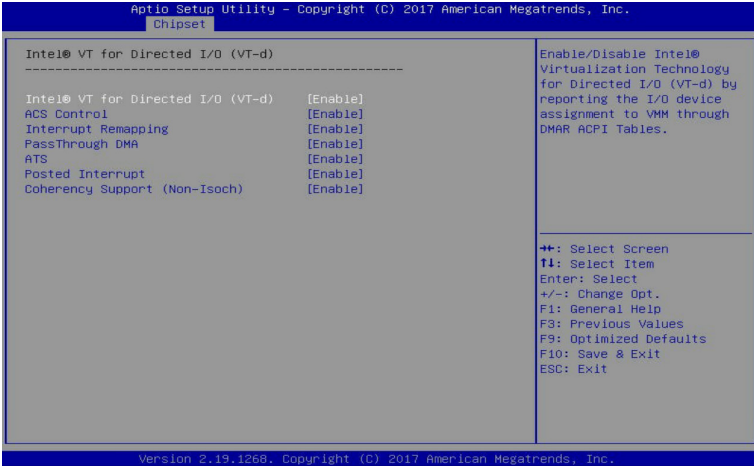 Aptio Setup Utility – Copyright (C) 2017 American Megatrends, Inc.
Chipset
Intel® VT for Directed I/O (VT-d)
--------------------------------------------------
Intel® VT for Directed I/O (VT-d) [Enable]
ACS Control [Enable]
Interrupt Remapping [Enable]
PassThrough DMA [Enable]
ATS [Enable]
Posted Interrupt [Enable]
Coherency Support (Non-Isoch) [Enable]
Enable/Disable Intel®
Virtualization Technology
for Directed I/O (VT-d) by
reporting the I/O device
assignment to VMM through
DMAR ACPI Tables.
→←: Select Screen
↑↓: Select Item
Enter: Select
+/-: Change Opt.
F1: General Help
F3: Previous Values
F9: Optimized Defaults
F10: Save & Exit
ESC: Exit
Version 2.19.1268. Copyright (C) 2017 American Megatrends, Inc.